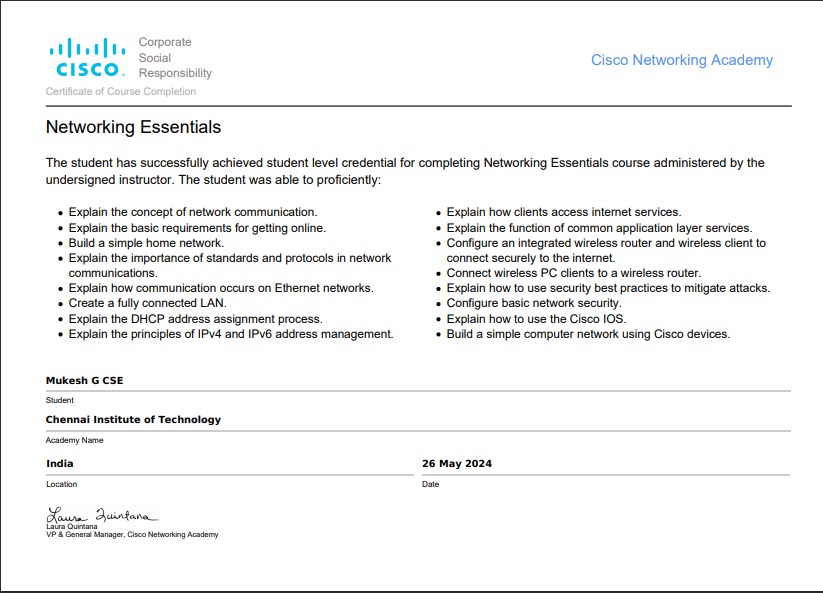 Corporate
Social
Responsibility
CISCO
Cisco Networking Academy
Certificate of Course Completion
Networking Essentials
The student has successfully achieved student level credential for completing Networking Essentials course administered by the
undersigned instructor. The student was able to proficiently:
• Explain the concept of network communication.
• Explain the basic requirements for getting online.
• Build a simple home network.
• Explain the importance of standards and protocols in network
communications.
• Explain how communication occurs on Ethernet networks.
• Create a fully connected LAN.
• Explain the DHCP address assignment process.
• Explain the principles of IPv4 and IPv6 address management.
• Explain how clients access internet services.
• Explain the function of common application layer services.
• Configure an integrated wireless router and wireless client to
connect securely to the internet.
• Connect wireless PC clients to a wireless router.
• Explain how to use security best practices to mitigate attacks.
• Configure basic network security.
• Explain how to use the Cisco IOS.
• Build a simple computer network using Cisco devices.
Mukesh G CSE
Student
Chennai Institute of Technology
Academy Name
India
Location
26 May 2024
Date
Laura Quintana
Laura Quintana
VP & General Manager, Cisco Networking Academy